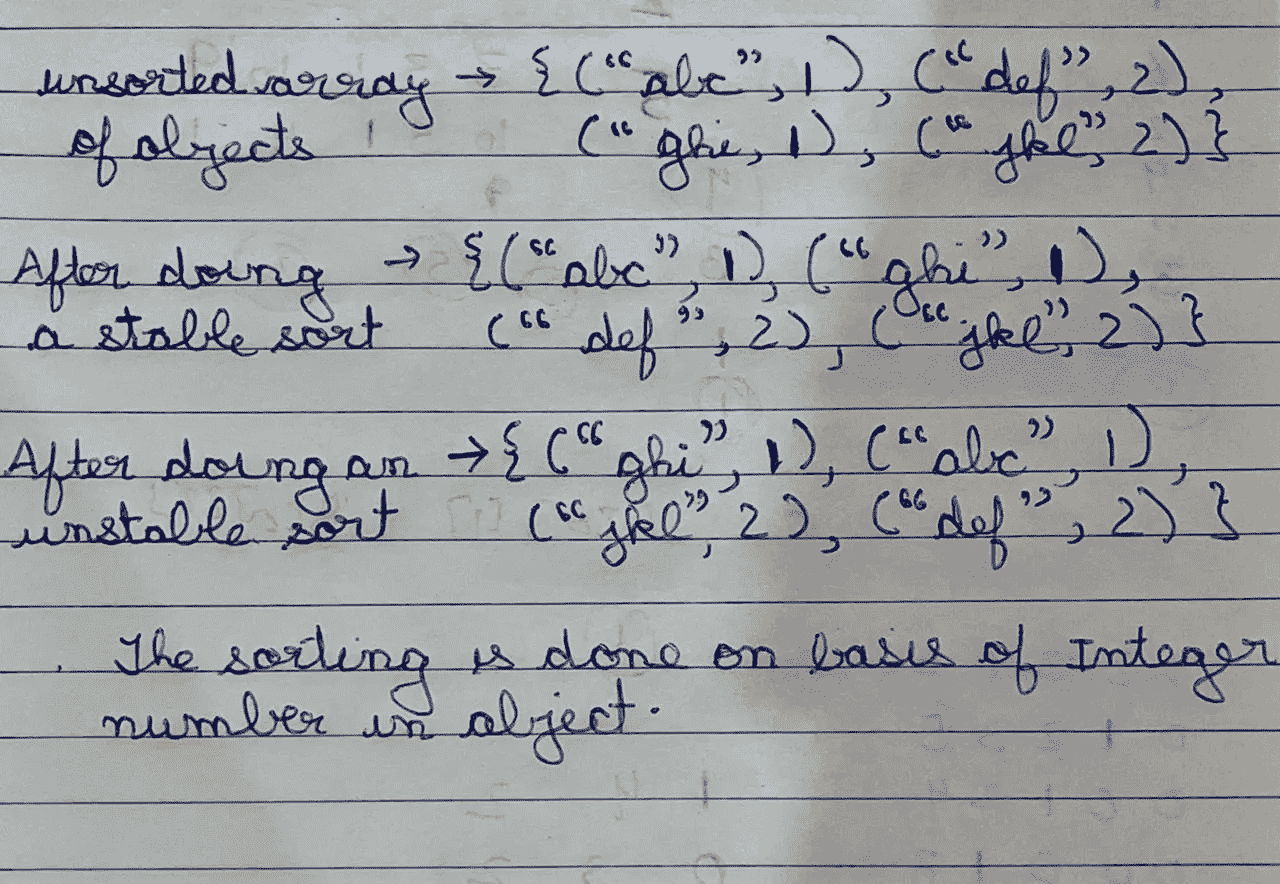 unsorted array → { ("abc", 1), ("def", 2),
of objects ("ghi, 1), ("jkl", 2)}
After doing → {("abc", 1), ("ghi", 1),
a stable sort ("def", 2), ("jkl", 2)}
After doing an → { ("ghi", 1), ("abc", 1),
unstable sort ("jkl", 2), ("def", 2) }
. The sorting is done on basis of Integer
number in object.